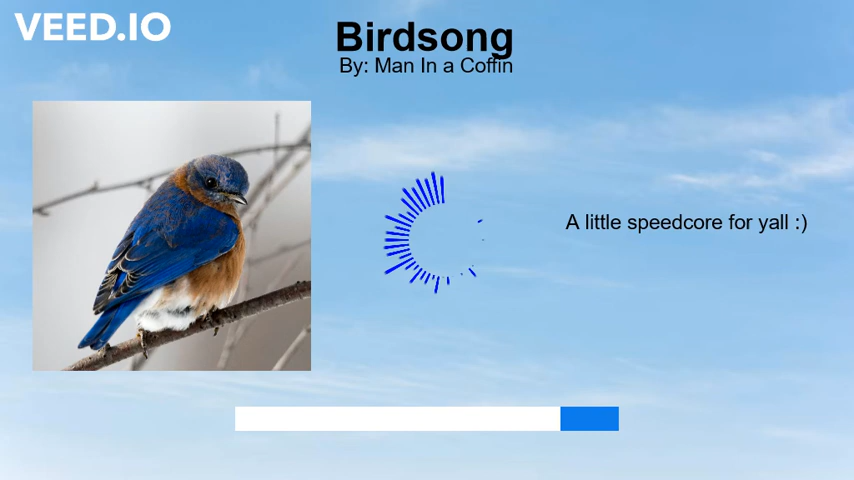 VEED.IO
Birdsong
By: Man In a Coffin
A little speedcore for yall :)